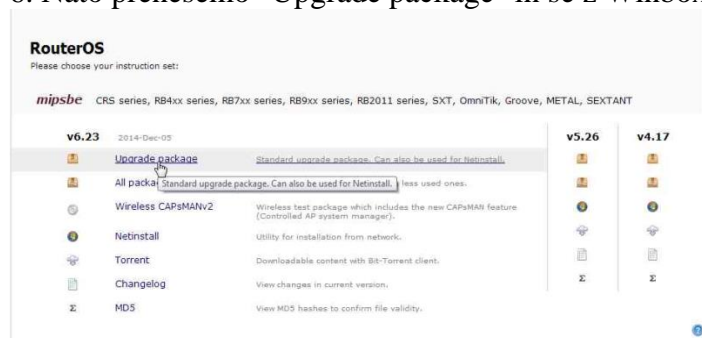 6. Nato prenesemo "Upgrade package" in se z Winbox
RouterOS
Please choose your instruction set:
mipsbe CRS series, RB4xx series, RB7xx series, RB9xx series, RB2011 series, SXT, OmniTik, Groove, METAL, SEXTANT
v6.23 2014-Dec-05 v5.26 v4.17
Upgrade package Standard upgrade package. Can also be used for Netinstall.
All packa Standard upgrade package. Can also be used for Netinstall. less used ones.
Wireless CAPsMANv2 Wireless test package which includes the new CAPsMAN feature
(Controlled AP system manager).
Netinstall Utility for installation from network.
Torrent Downloadable content with Bit-Torrent client.
Changelog View changes in current version.
Σ MD5 View MD5 hashes to confirm file validity. Σ Σ